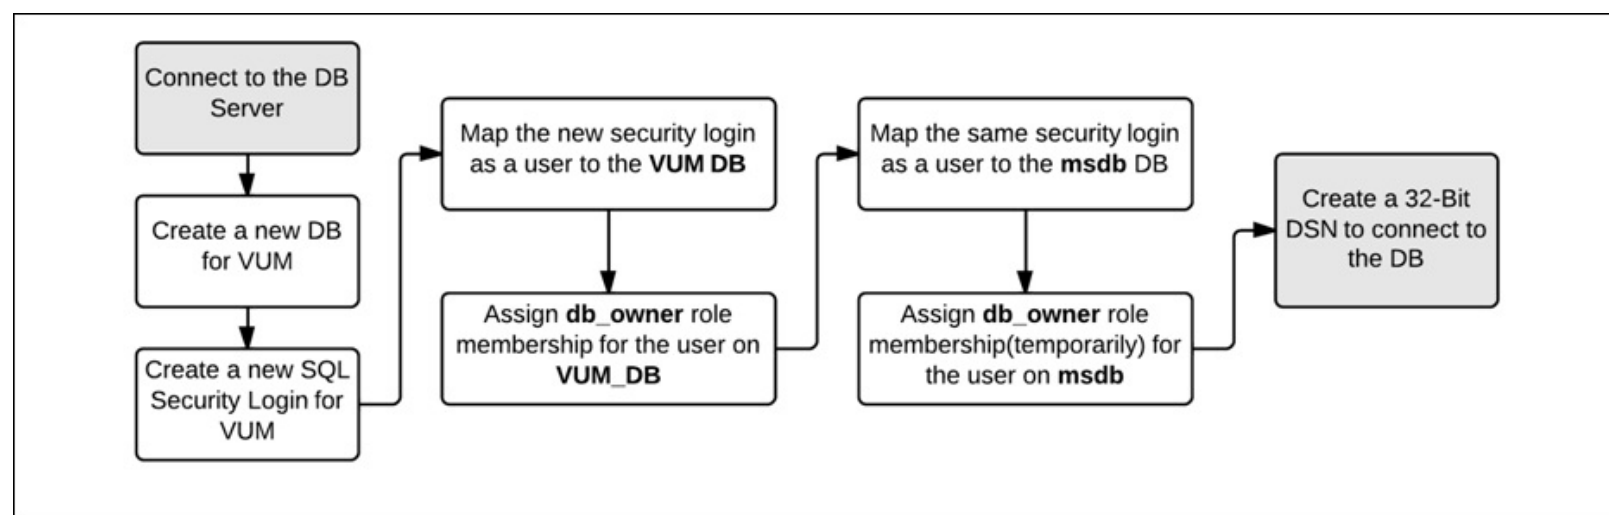 Connect to the DB
Server
Create a new DB
for VUM
Create a new SQL
Security Login for
VUM
Map the new security login
as a user to the VUM DB
Assign db_owner role
membership for the user on
VUM_DB
Map the same security login
as a user to the msdb DB
Assign db_owner role
membership(temporarily) for
the user on msdb
Create a 32-Bit
DSN to connect to
the DB